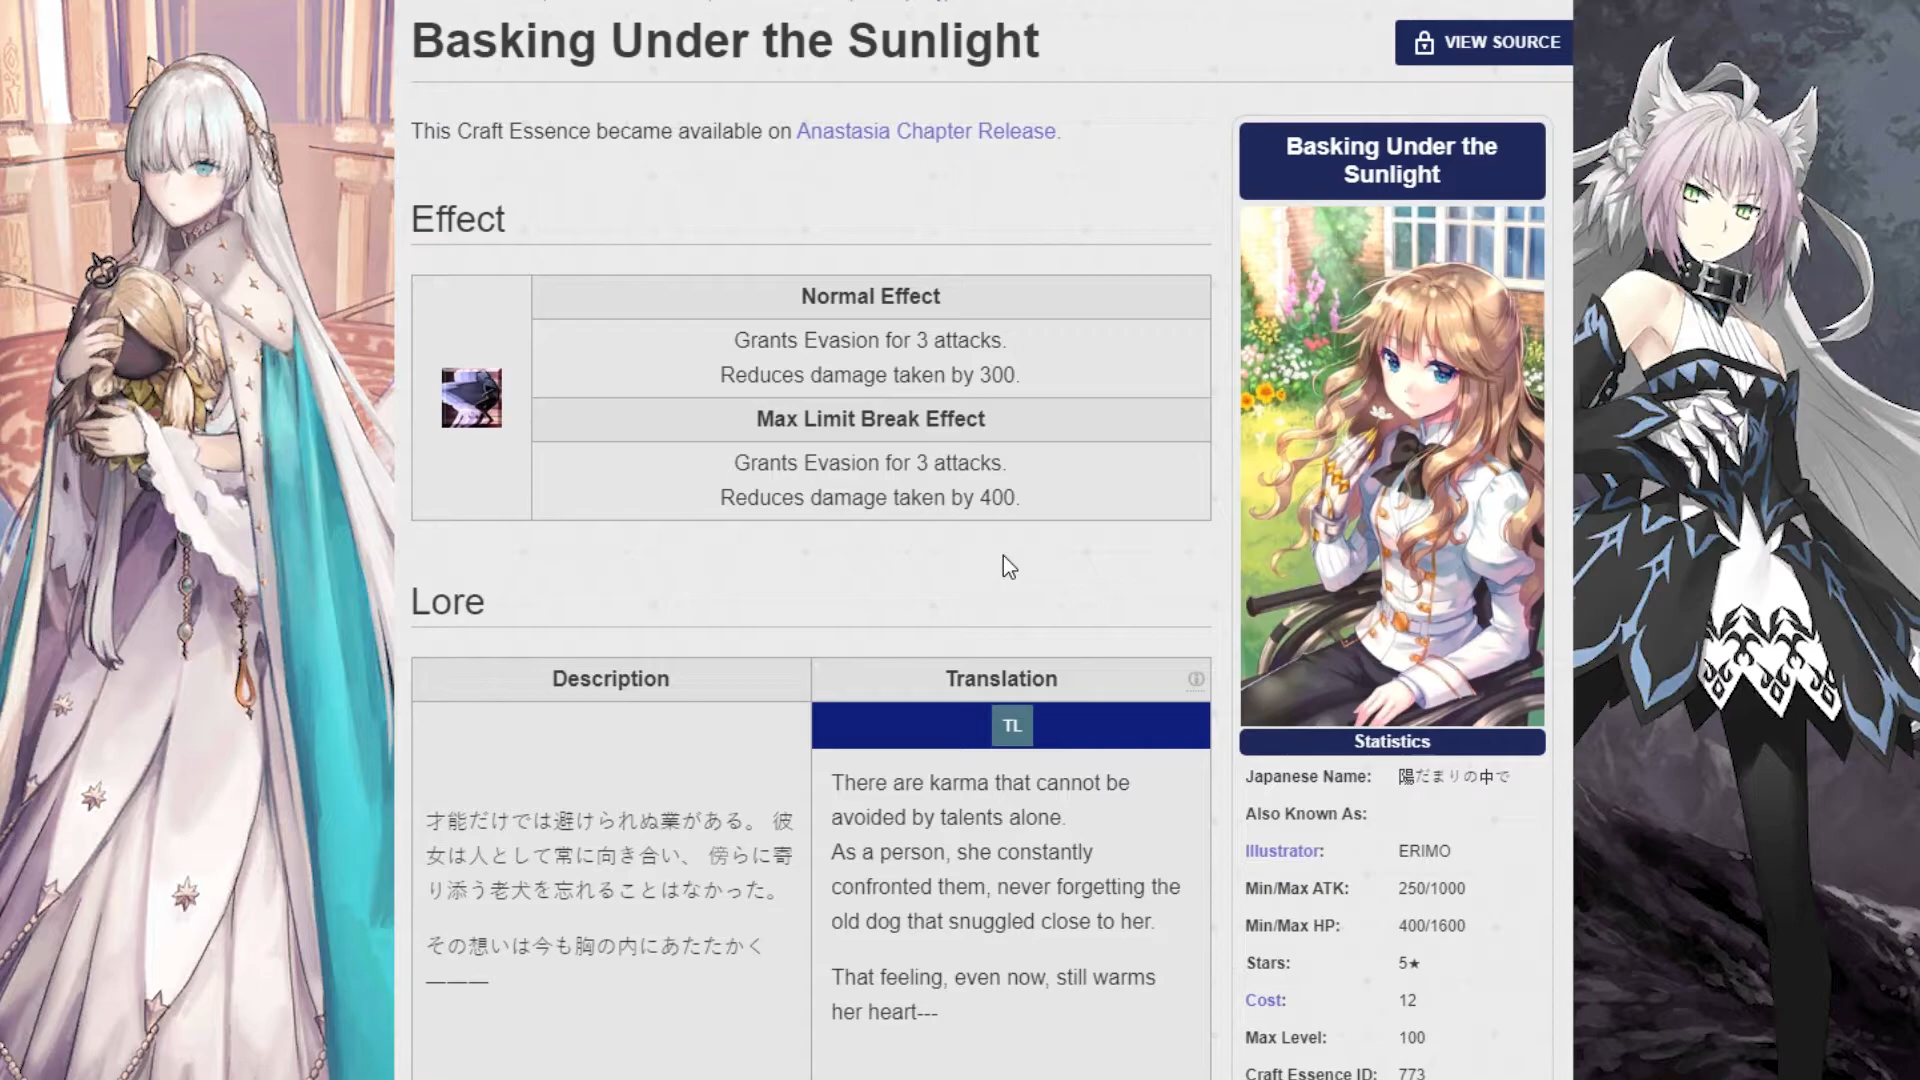 Basking Under the Sunlight
VIEW SOURCE
This Craft Essence became available on Anastasia Chapter Release.
Effect
Normal Effect
Grants Evasion for 3 attacks.
Reduces damage taken by 300.
Max Limit Break Effect
Grants Evasion for 3 attacks.
Reduces damage taken by 400.
Lore
Description
才能だけでは避けられぬ業がある。 彼
女は人として常に向き合い、 傍らに寄
り添う老犬を忘れることはなかった。
その想いは今も胸の内にあたたかく
———
Translation
TL
There are karma that cannot be
avoided by talents alone.
As a person, she constantly
confronted them, never forgetting the
old dog that snuggled close to her.
That feeling, even now, still warms
her heart---
Basking Under the
Sunlight
Statistics
Japanese Name: 陽だまりの中で
Also Known As:
Illustrator: ERIMO
Min/Max ATK: 250/1000
Min/Max HP: 400/1600
Stars: 5★
Cost: 12
Max Level: 100
Craft Essence ID: 773